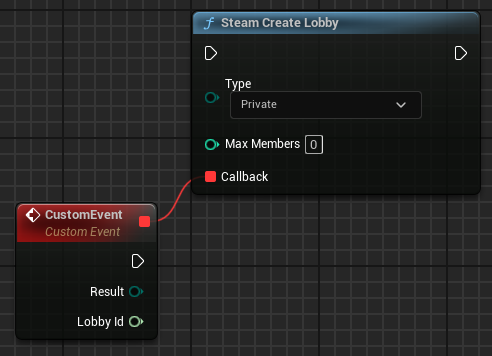 f Steam Create Lobby
Type
Private
Max Members 0
Callback
CustomEvent
Custom Event
Result
Lobby Id